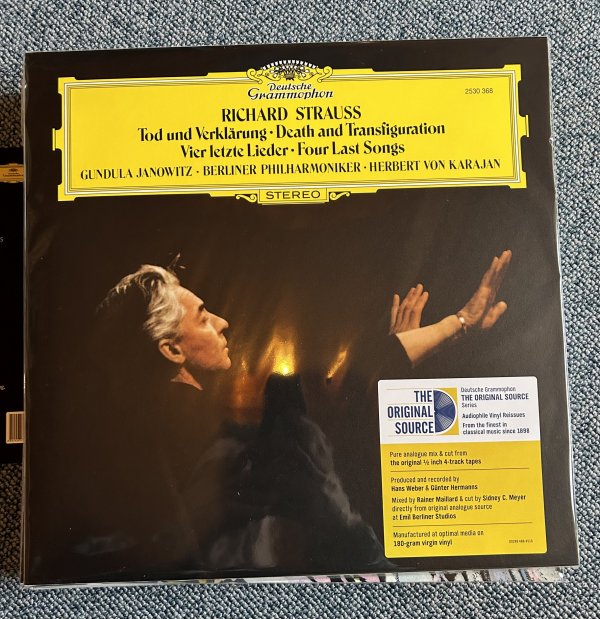 Deutsche
Grammophon
2530 368
RICHARD STRAUSS
Tod und Verklärung · Death and Transfiguration
Vier letzte Lieder · Four Last Songs
GUNDULA JANOWITZ · BERLINER PHILHARMONIKER · HERBERT VON KARAJAN
STEREO
THE
ORIGINAL
SOURCE
Deutsche Grammophon
THE ORIGINAL SOURCE
Series
Audiophile Vinyl Reissues
From the finest in
classical music since 1898
Pure analogue mix & cut from
the original ½ inch 4-track tapes
Produced and recorded by
Hans Weber & Günter Hermanns
Mixed by Rainer Maillard & cut by Sidney C. Meyer
directly from original analogue source
at Emil Berliner Studios
Manufactured at optimal media on
180-gram virgin vinyl